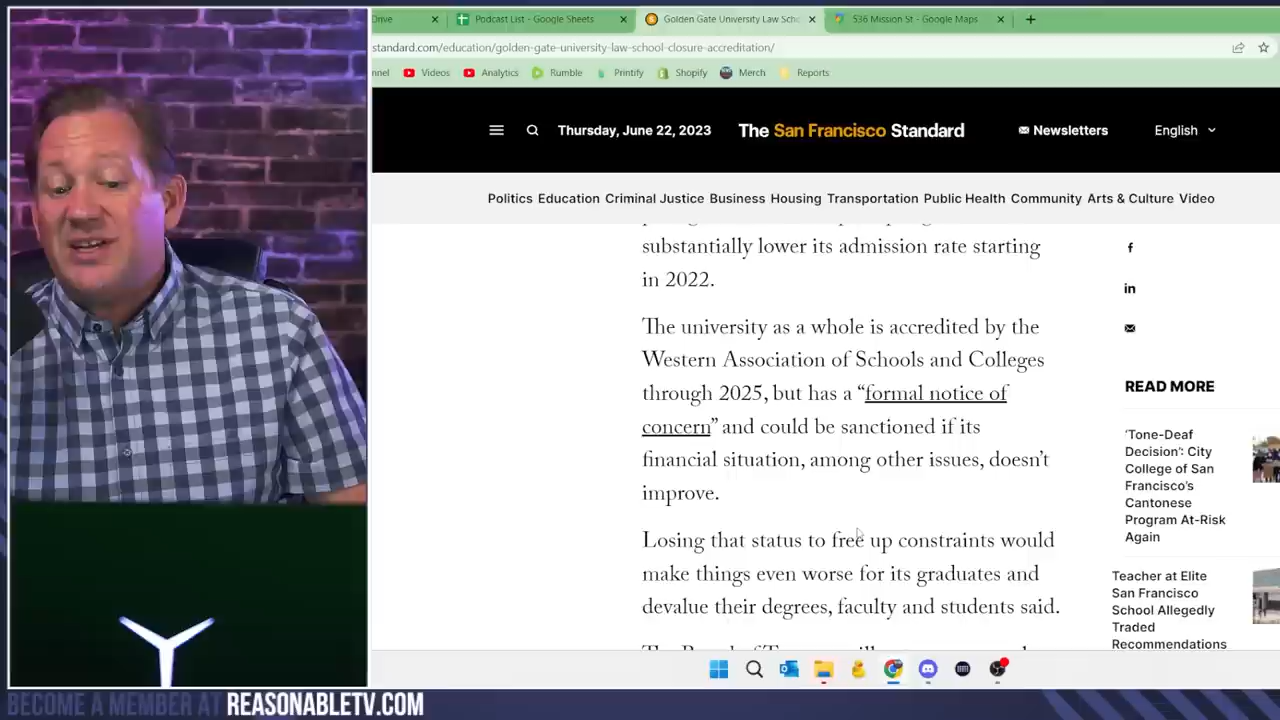 Drive
Podcast List - Google Sheets
Golden Gate University Law Scho
536 Mission St - Google Maps
standard.com/education/golden-gate-university-law-school-closure-accreditation/
nnel
Videos
Analytics
Rumble
Printify
Shopify
Merch
Reports
Thursday, June 22, 2023
The San Francisco Standard
Newsletters
English
Politics Education Criminal Justice Business Housing Transportation Public Health Community Arts & Culture Video
substantially lower its admission rate starting
in 2022.
The university as a whole is accredited by the
Western Association of Schools and Colleges
through 2025, but has a “formal notice of
concern” and could be sanctioned if its
financial situation, among other issues, doesn’t
improve.
Losing that status to free up constraints would
make things even worse for its graduates and
devalue their degrees, faculty and students said.
READ MORE
‘Tone-Deaf
Decision’: City
College of San
Francisco’s
Cantonese
Program At-Risk
Again
Teacher at Elite
San Francisco
School Allegedly
Traded
Recommendations
BECOME A MEMBER AT REASONABLETV.COM